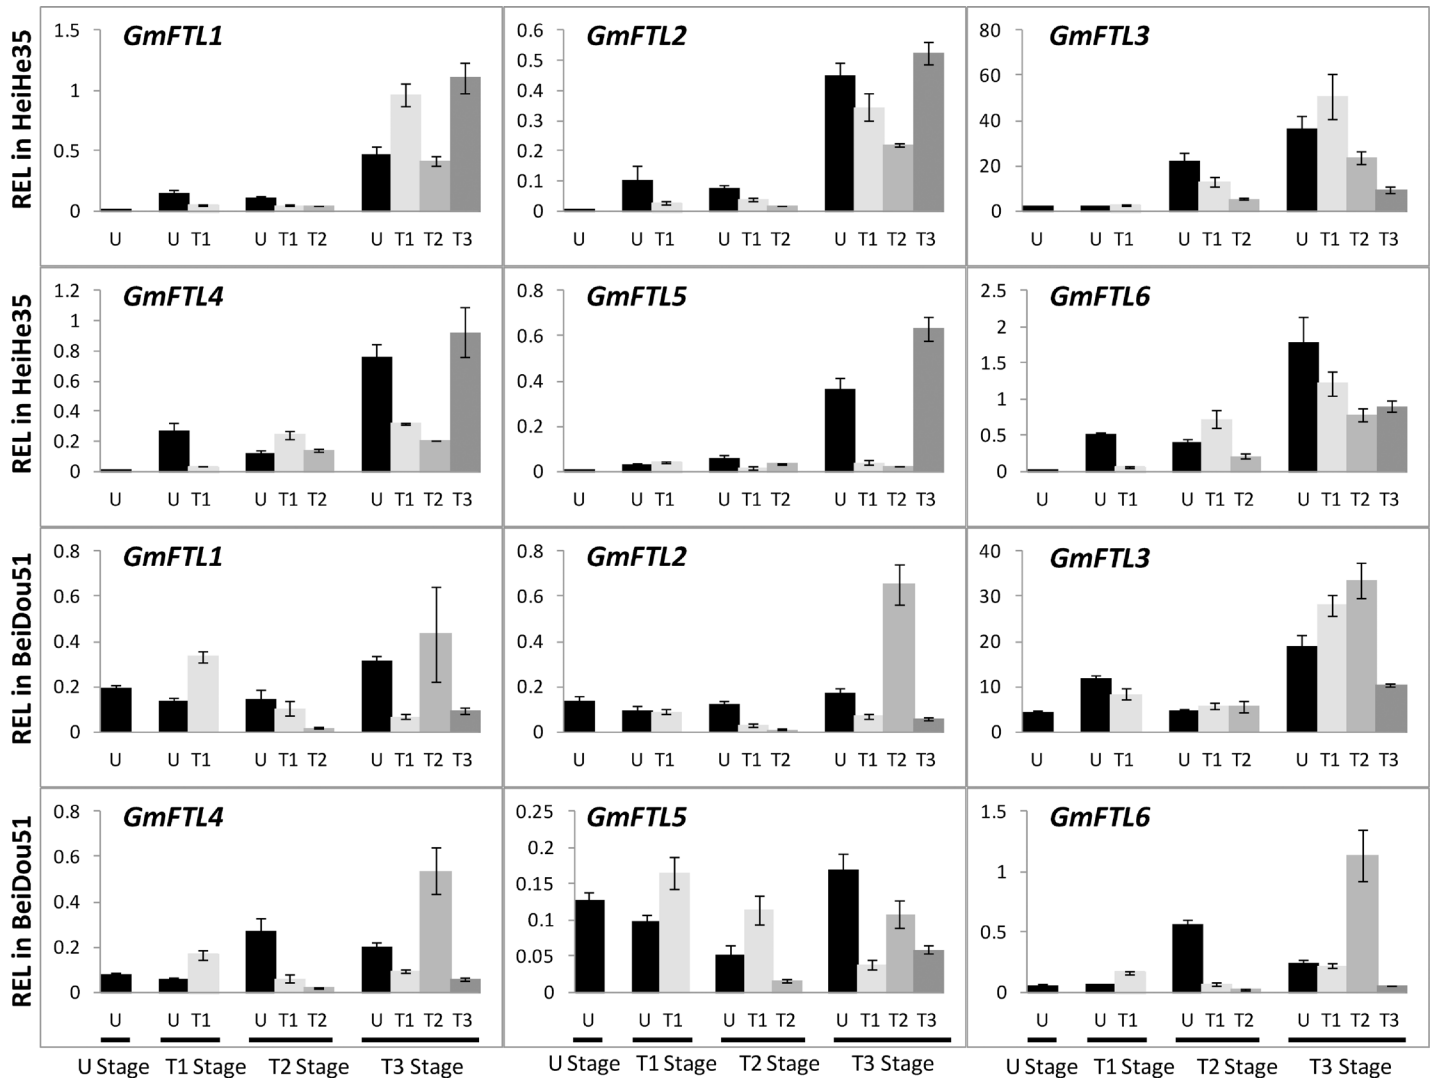 REL in HeiHe35
GmFTL1
1.5
1
0.5
0
U U T1 U T1 T2 U T1 T2 T3
GmFTL2
0.6
0.5
0.4
0.3
0.2
0.1
0
U U T1 U T1 T2 U T1 T2 T3
GmFTL3
80
60
40
20
0
U U T1 U T1 T2 U T1 T2 T3
REL in HeiHe35
GmFTL4
1.2
1
0.8
0.6
0.4
0.2
0
U U T1 U T1 T2 U T1 T2 T3
GmFTL5
0.8
0.6
0.4
0.2
0
U U T1 U T1 T2 U T1 T2 T3
GmFTL6
2.5
2
1.5
1
0.5
0
U U T1 U T1 T2 U T1 T2 T3
REL in BeiDou51
GmFTL1
0.8
0.6
0.4
0.2
0
U U T1 U T1 T2 U T1 T2 T3
GmFTL2
0.8
0.6
0.4
0.2
0
U U T1 U T1 T2 U T1 T2 T3
GmFTL3
40
30
20
10
0
U U T1 U T1 T2 U T1 T2 T3
REL in BeiDou51
GmFTL4
0.8
0.6
0.4
0.2
0
U U T1 U T1 T2 U T1 T2 T3
U Stage T1 Stage T2 Stage T3 Stage
GmFTL5
0.25
0.2
0.15
0.1
0.05
0
U U T1 U T1 T2 U T1 T2 T3
U Stage T1 Stage T2 Stage T3 Stage
GmFTL6
1.5
1
0.5
0
U U T1 U T1 T2 U T1 T2 T3
U Stage T1 Stage T2 Stage T3 Stage